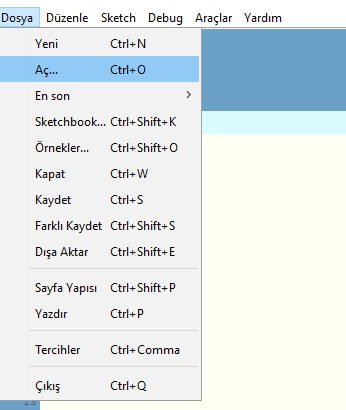 Dosya Düzenle Sketch Debug Araçlar Yardım
Yeni Ctrl+N
Aç... Ctrl+O
En son
Sketchbook... Ctrl+Shift+K
Örnekler... Ctrl+Shift+O
Kapat Ctrl+W
Kaydet Ctrl+S
Farklı Kaydet Ctrl+Shift+S
Dışa Aktar Ctrl+Shift+E
Sayfa Yapısı Ctrl+Shift+P
Yazdır Ctrl+P
Tercihler Ctrl+Comma
Çıkış Ctrl+Q